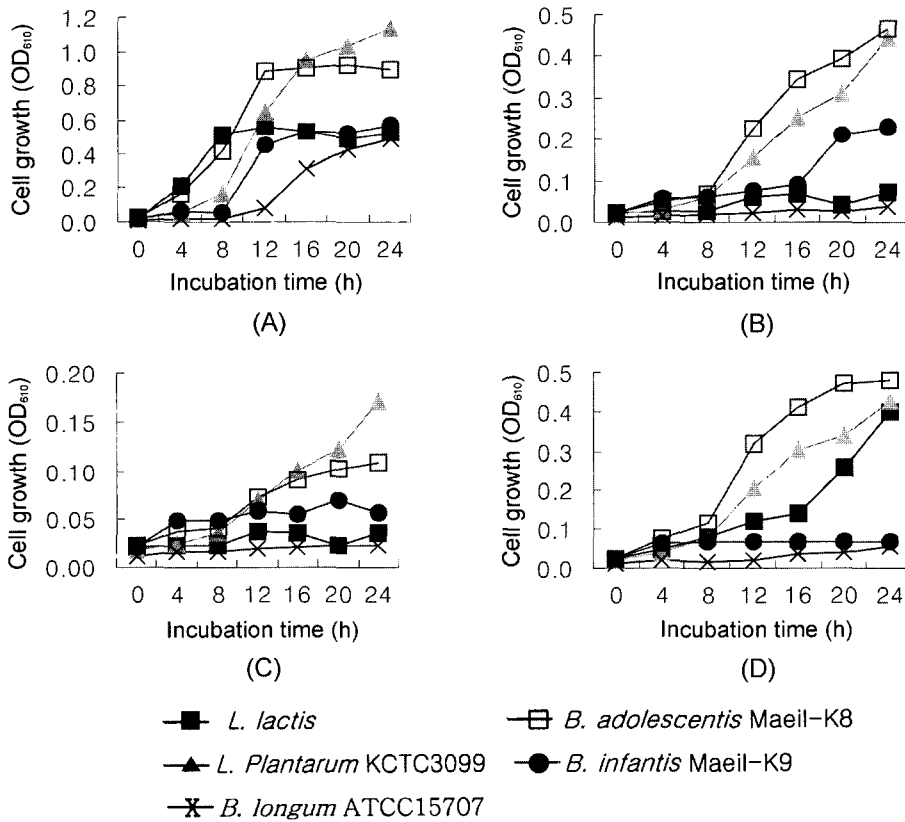 Cell growth (OD₆₁₀)
1.2
1.0
0.8
0.6
0.4
0.2
0.0
0 4 8 12 16 20 24
Incubation time (h)
(A)
Cell growth (OD₆₁₀)
0.5
0.4
0.3
0.2
0.1
0.0
0 4 8 12 16 20 24
Incubation time (h)
(B)
Cell growth (OD₆₁₀)
0.20
0.15
0.10
0.05
0.00
0 4 8 12 16 20 24
Incubation time (h)
(C)
Cell growth (OD₆₁₀)
0.5
0.4
0.3
0.2
0.1
0.0
0 4 8 12 16 20 24
Incubation time (h)
(D)
L. lactis
B. adolescentis Maeil-K8
L. Plantarum KCTC3099
B. infantis Maeil-K9
B. longum ATCC15707